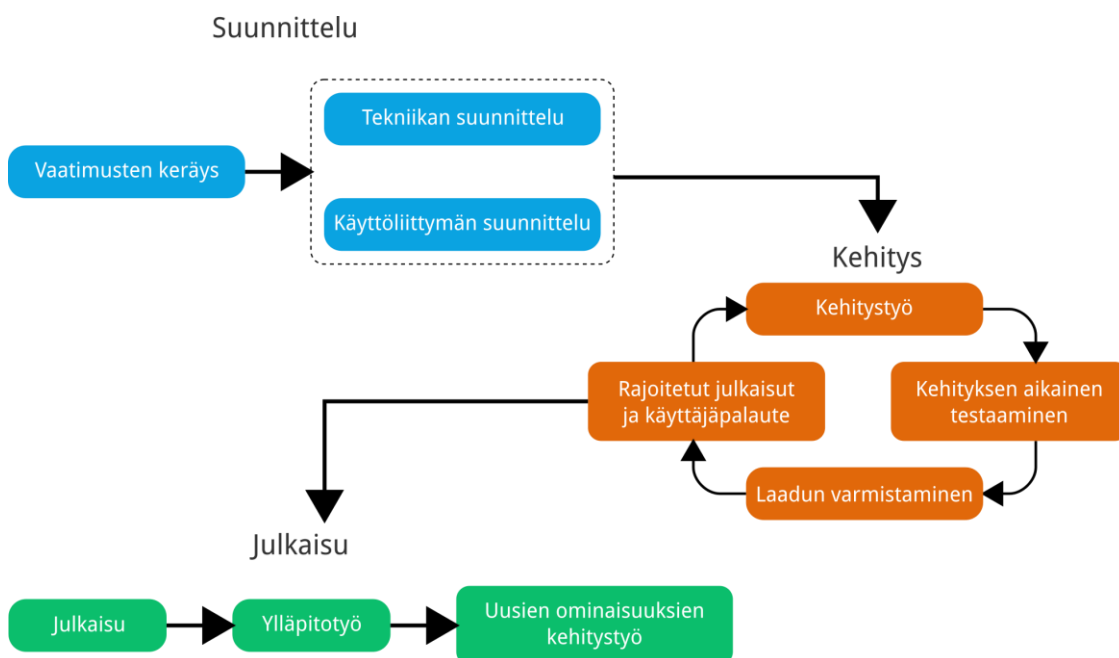 Suunnittelu
Tekniikan suunnittelu
Vaatimusten keräys
Käyttöliittymän suunnittelu
Kehitys
Kehitystyö
Rajoitetut julkaisut
ja käyttäjäpalaute
Kehityksen aikainen
testaaminen
Laadun varmistaminen
Julkaisu
Julkaisu
Ylläpitotyö
Uusien ominaisuuksien
kehitystyö